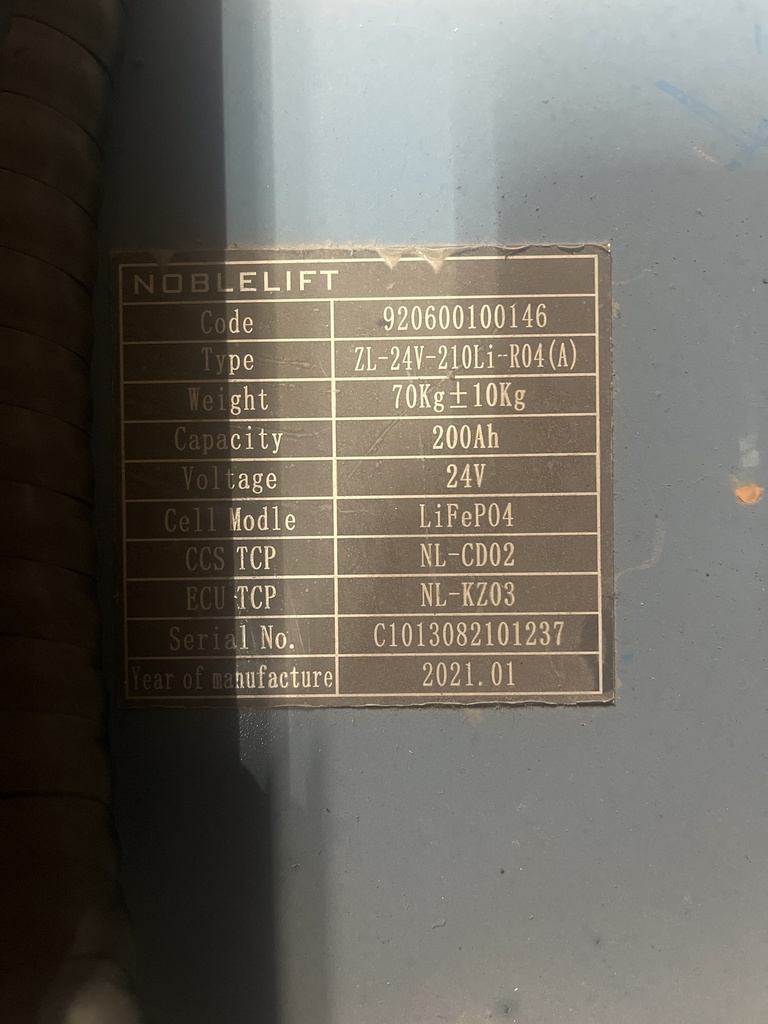 NOBLELIFT
Code 920600100146
Type ZL-24V-210Li-R04(A)
Weight 70Kg±10Kg
Capacity 200Ah
Voltage 24V
Cell Modle LiFePO4
CCS TCP NL-CD02
ECU TCP NL-KZ03
Serial No. C1013082101237
Year of manufacture 2021.01